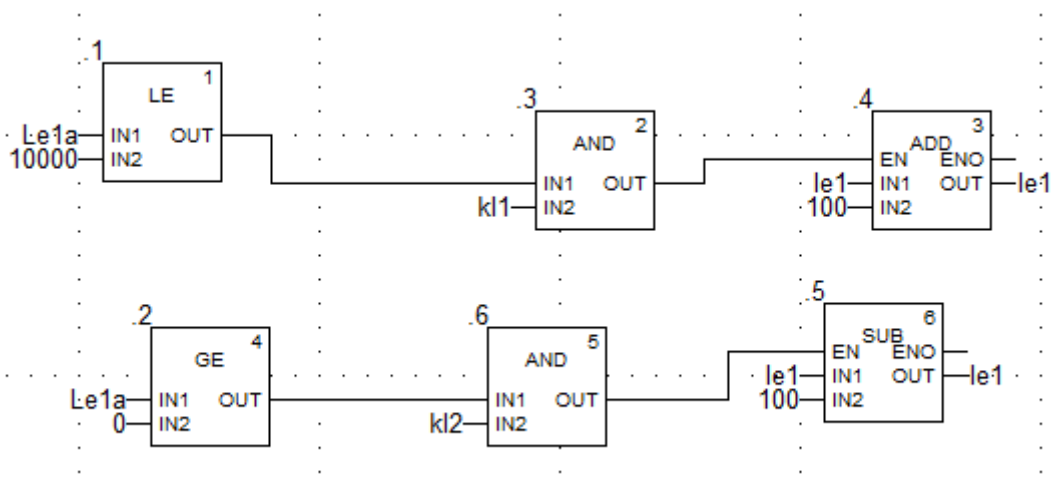 .1
1
LE
Le1a IN1 OUT
10000 IN2
.3
2
AND
IN1 OUT
kl1 IN2
.4
3
ADD
EN ENO
le1 IN1 OUT le1
100 IN2
.2
4
GE
Le1a IN1 OUT
0 IN2
.6
5
AND
IN1 OUT
kl2 IN2
.5
6
SUB
EN ENO
le1 IN1 OUT le1
100 IN2